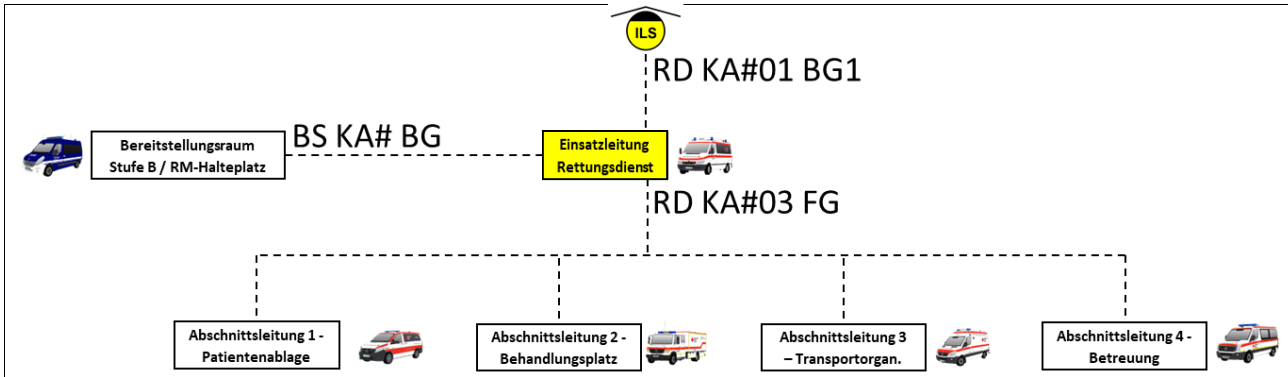 ILS
RD KA#01 BG1
Bereitstellungsraum
Stufe B / RM-Halteplatz
BS KA# BG
Einsatzleitung
Rettungsdienst
RD KA#03 FG
Abschnittsleitung 1 -
Patientenablage
Abschnittsleitung 2 -
Behandlungsplatz
Abschnittsleitung 3
– Transportorgan.
Abschnittsleitung 4 -
Betreuung